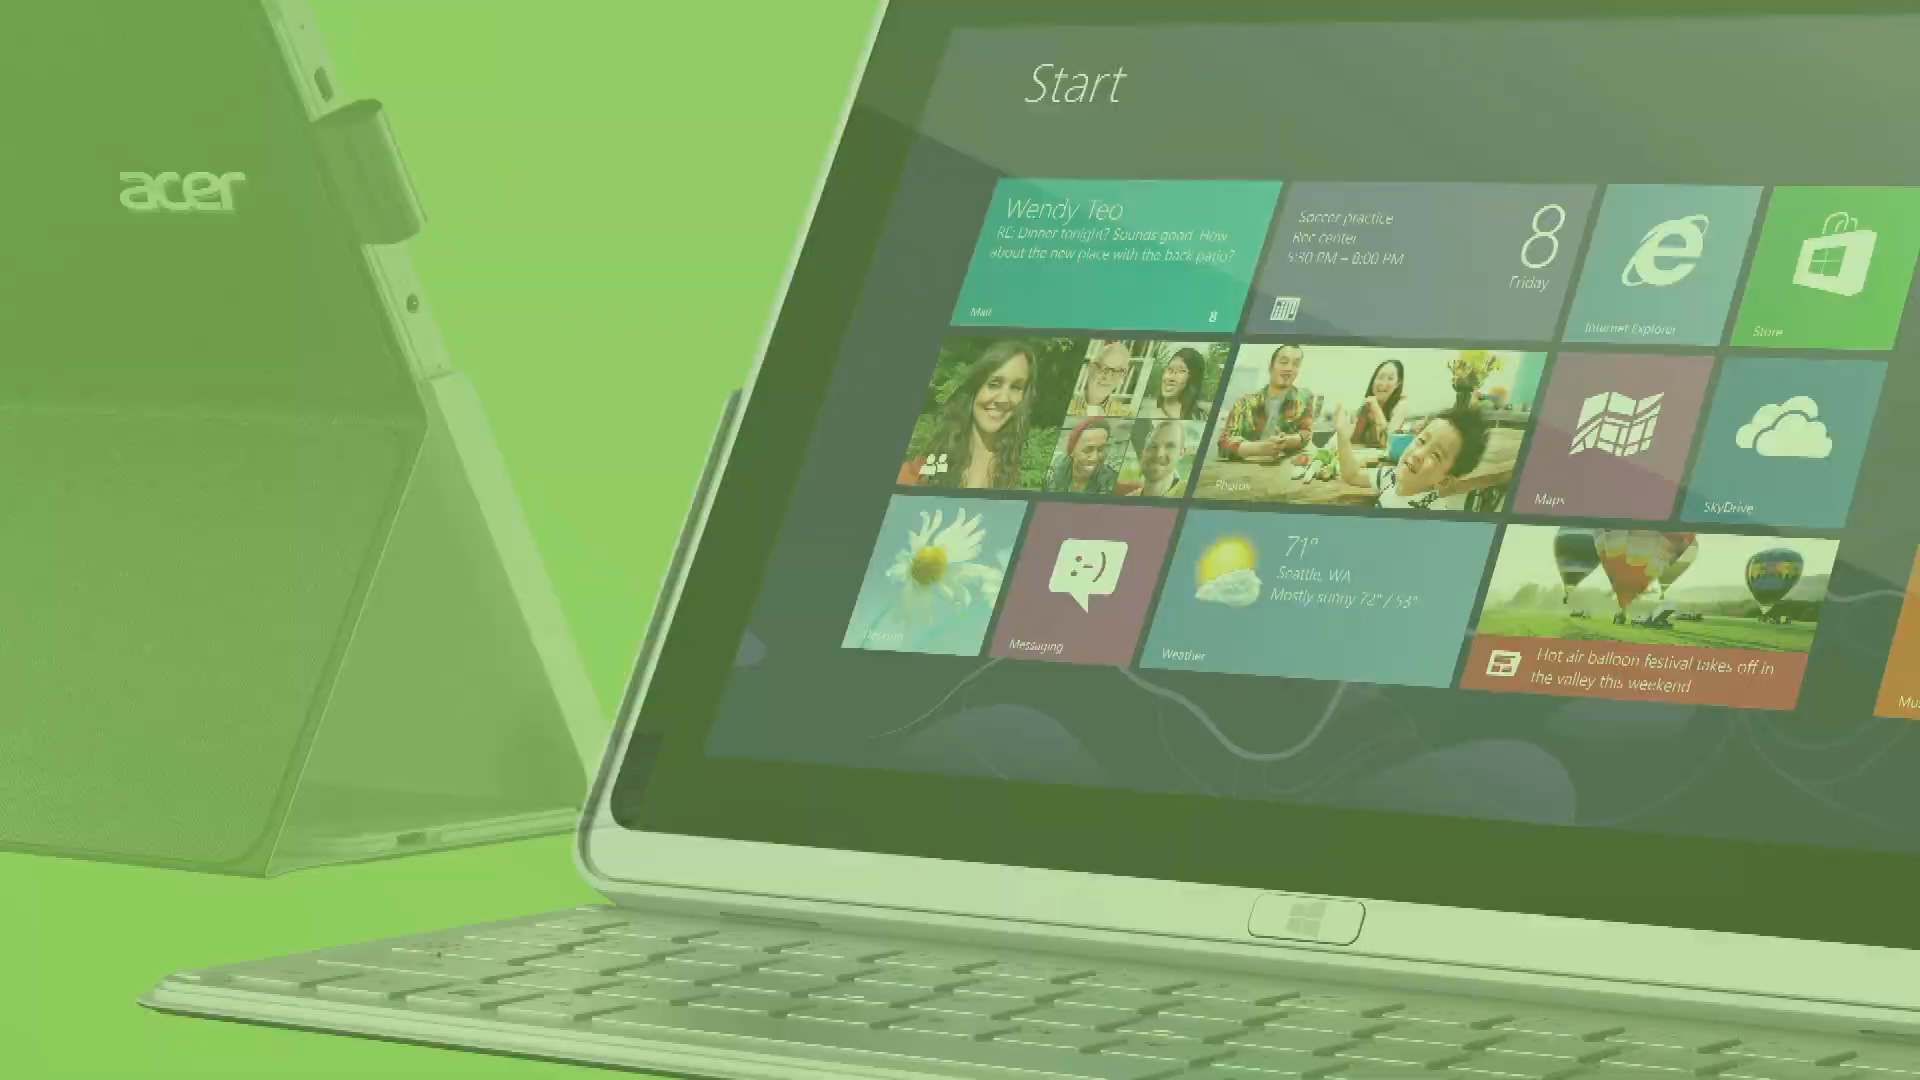 acer
Start
Wendy Teo
RE: Dinner tonight? Sounds good. How
about the new place with the back patio?
Mail
8
Soccer practice
Rec center
5:30 PM – 8:00 PM
8
Friday
Internet Explorer
Store
Photos
Maps
SkyDrive
Desktop
:-)
Messaging
71°
Seattle, WA
Mostly sunny 72° / 53°
Weather
Hot air balloon festival takes off in
the valley this weekend